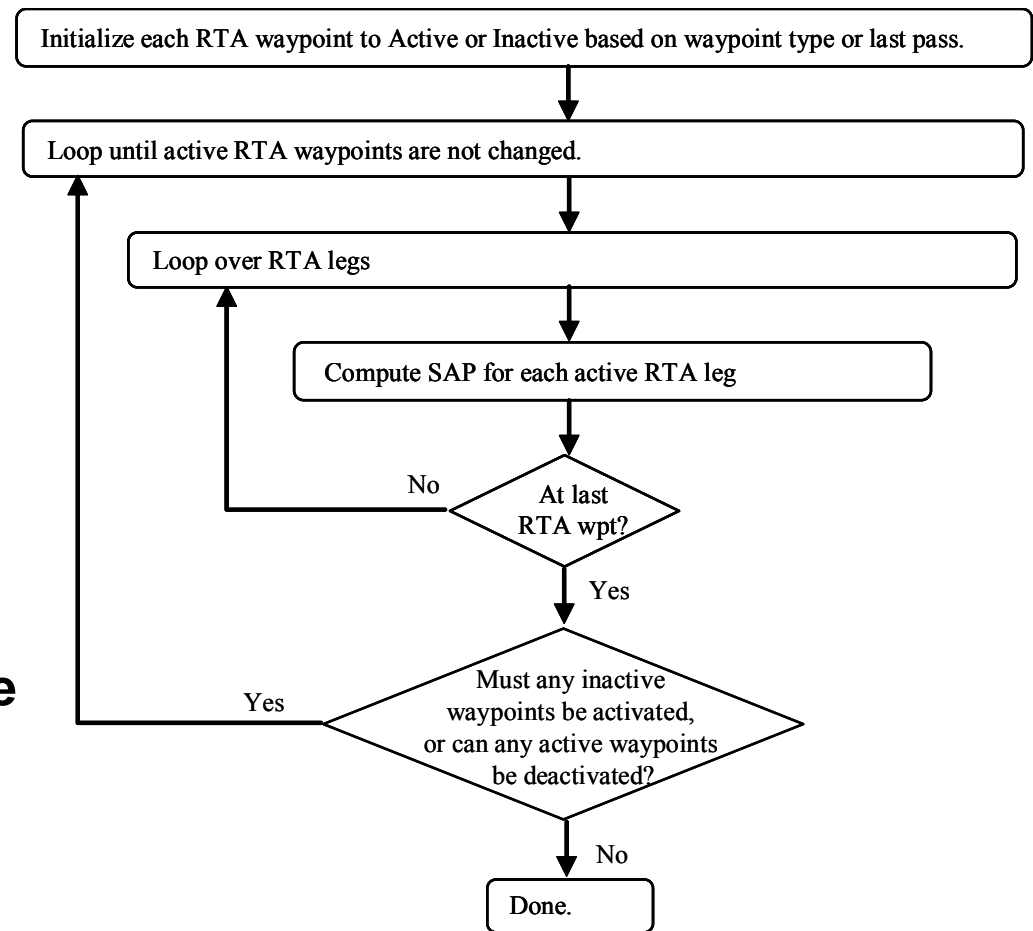 Initialize each RTA waypoint to Active or Inactive based on waypoint type or last pass.
Loop until active RTA waypoints are not changed.
Loop over RTA legs
Compute SAP for each active RTA leg
No
At last
RTA wpt?
Yes
Must any inactive
waypoints be activated,
or can any active waypoints
be deactivated?
e
Yes
No
Done.